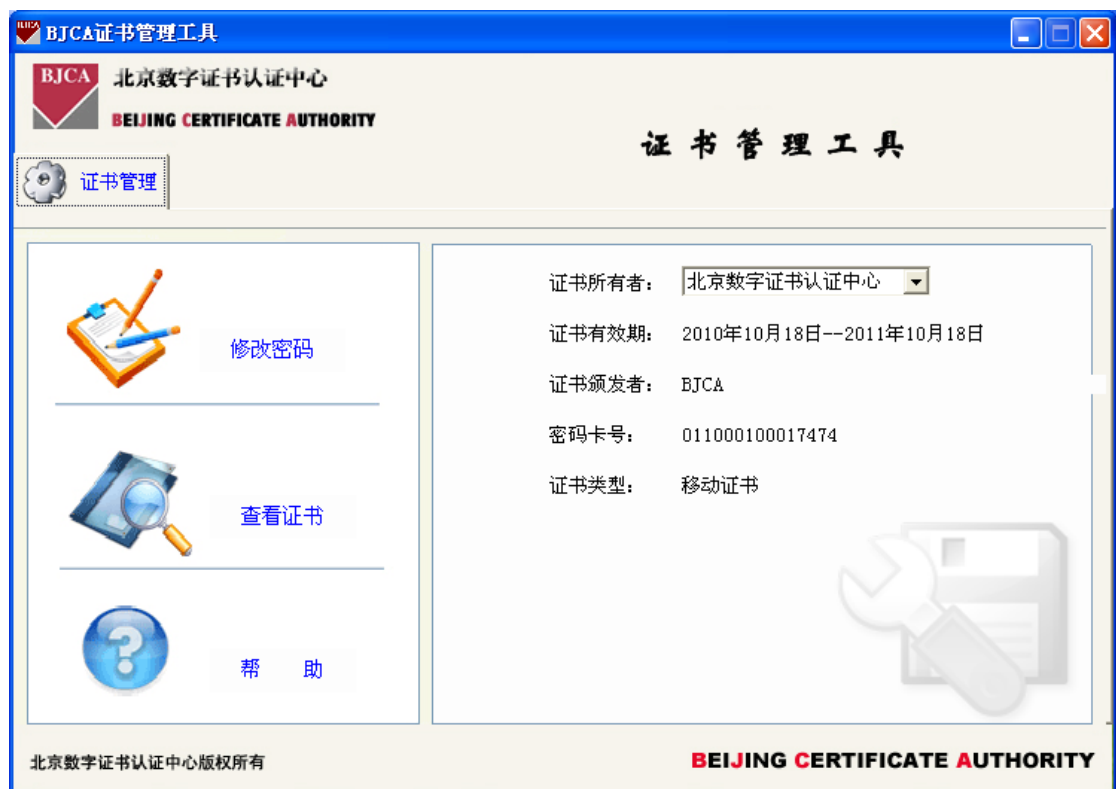 BJCA证书管理工具
BJCA 北京数字证书认证中心
BEIJING CERTIFICATE AUTHORITY
证书管理工具
证书管理
修改密码
查看证书
帮 助
证书所有者： 北京数字证书认证中心
证书有效期： 2010年10月18日--2011年10月18日
证书颁发者： BJCA
密码卡号： 011000100017474
证书类型： 移动证书
北京数字证书认证中心版权所有
BEIJING CERTIFICATE AUTHORITY